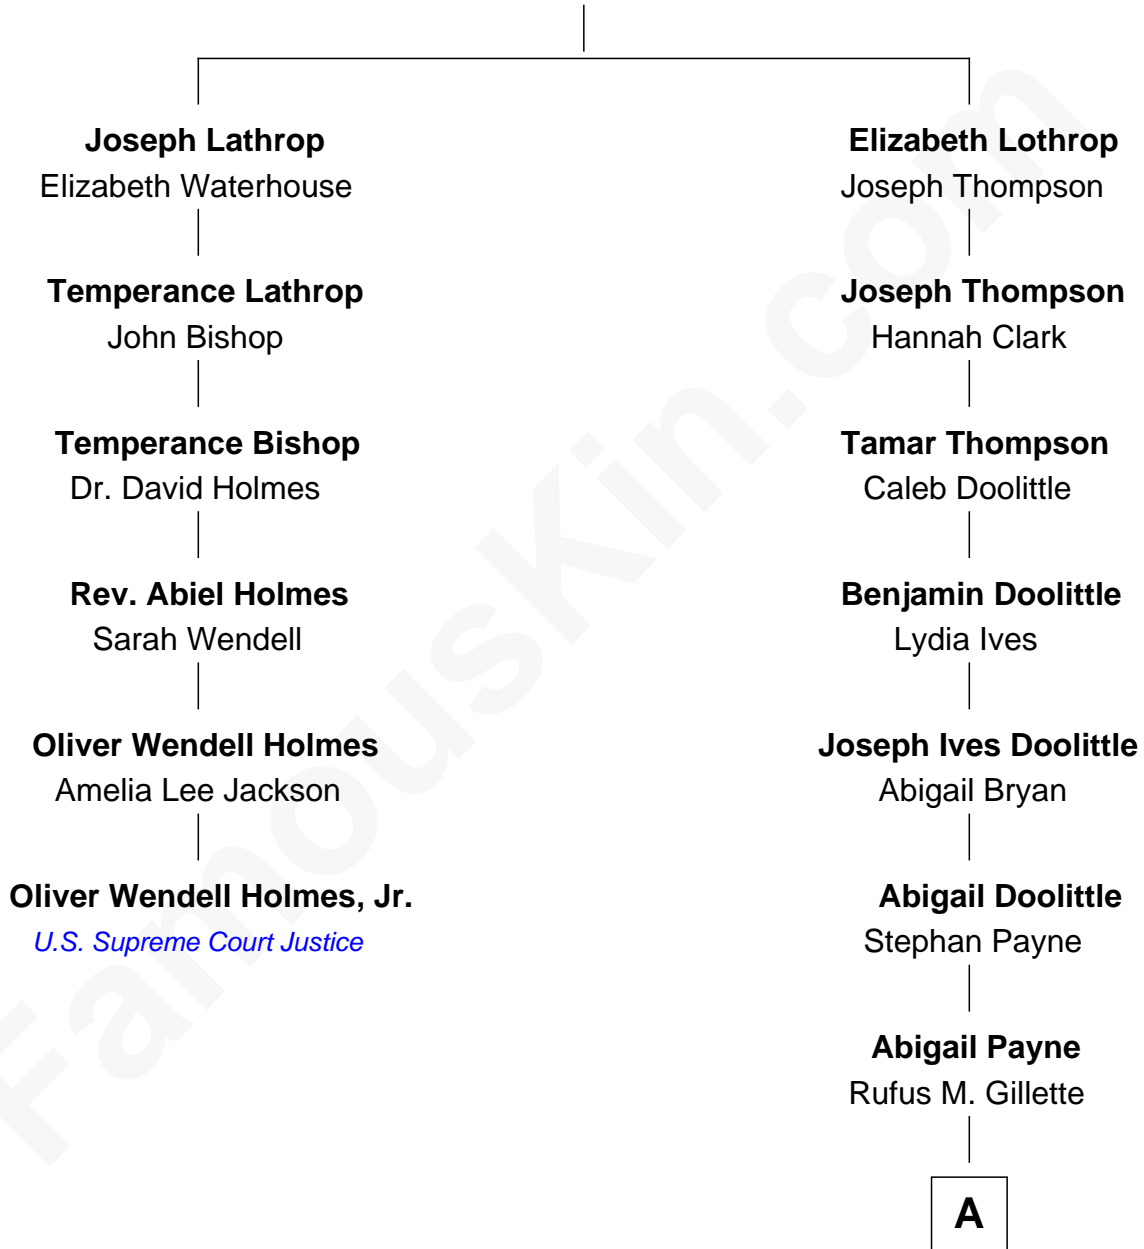 Joseph Lathrop
Elizabeth Waterhouse
Temperance Lathrop
John Bishop
Temperance Bishop
Dr. David Holmes
Rev. Abiel Holmes
Sarah Wendell
Oliver Wendell Holmes
Amelia Lee Jackson
Oliver Wendell Holmes, Jr.
U.S. Supreme Court Justice
Elizabeth Lothrop
Joseph Thompson
Joseph Thompson
Hannah Clark
Tamar Thompson
Caleb Doolittle
Benjamin Doolittle
Lydia Ives
Joseph Ives Doolittle
Abigail Bryan
Abigail Doolittle
Stephan Payne
Abigail Payne
Rufus M. Gillette
A
FamousKin.com